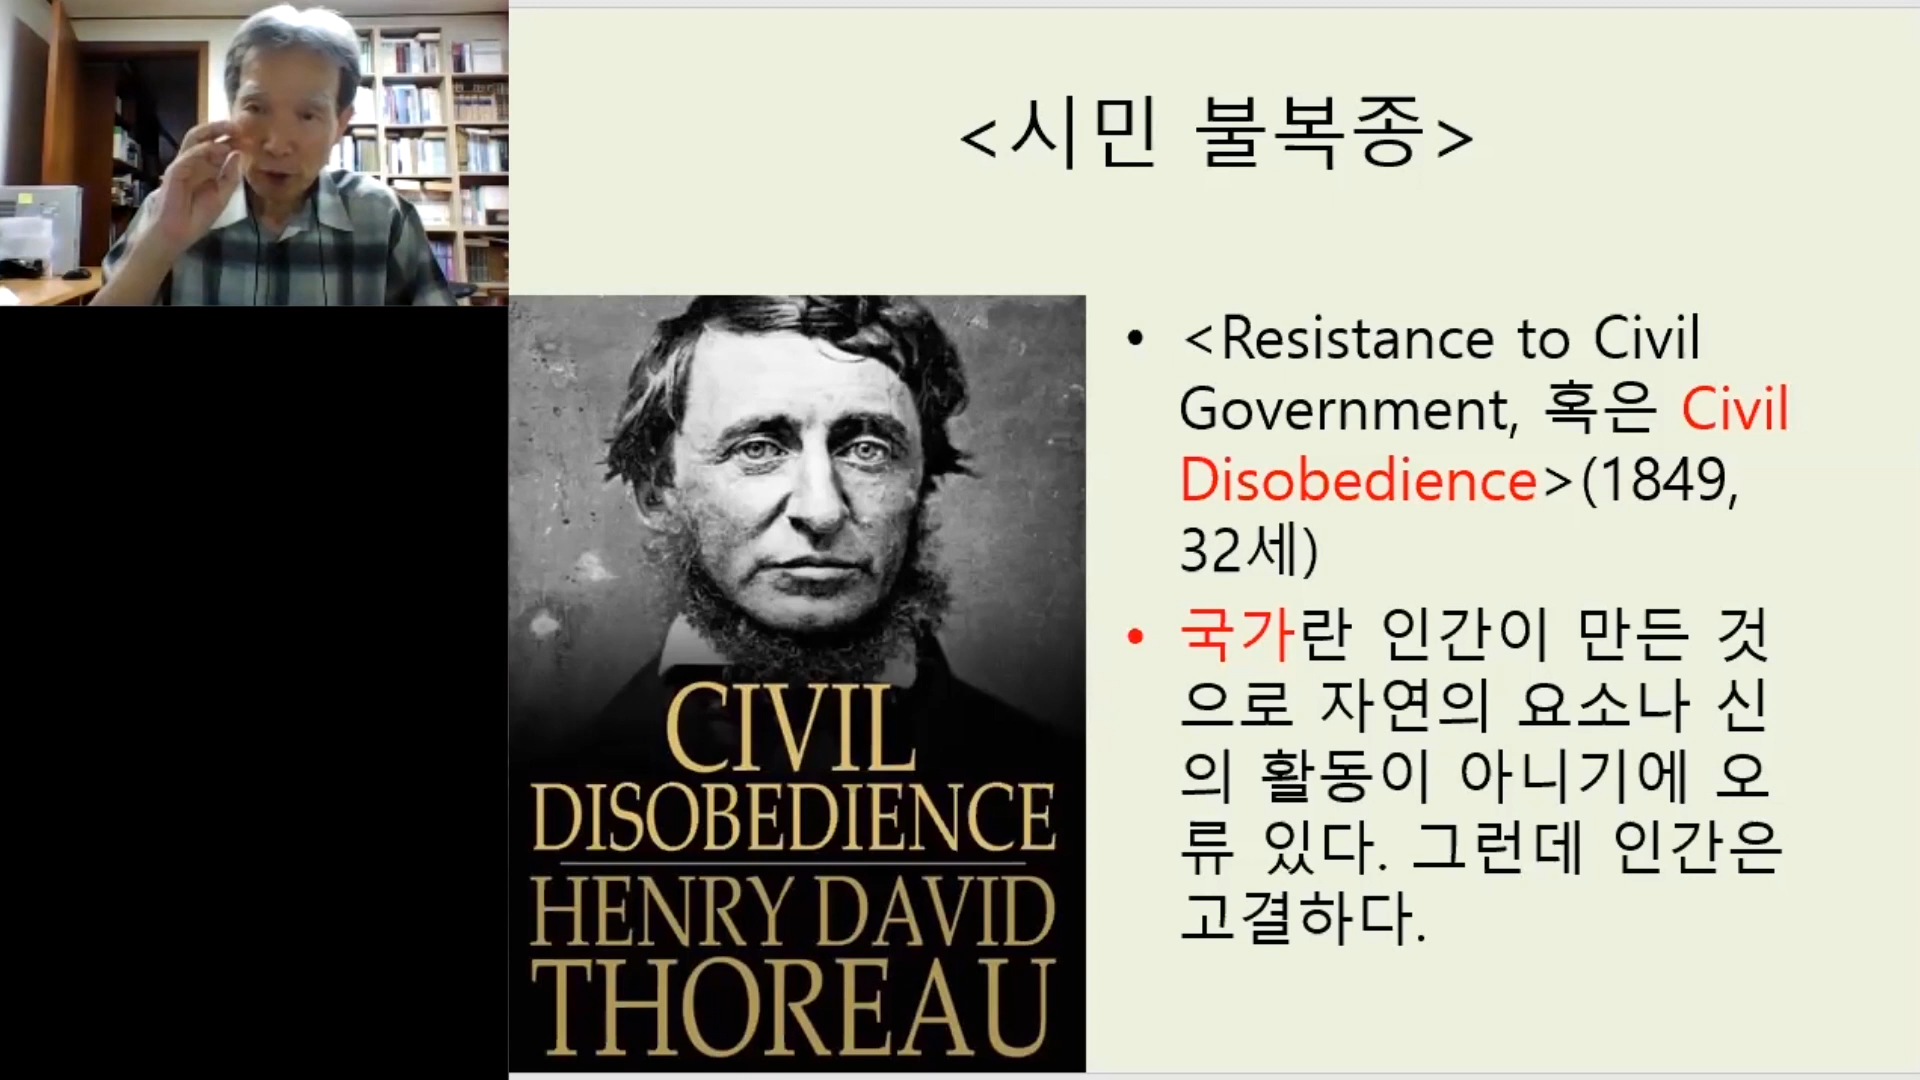 <시민 불복종>
CIVIL
DISOBEDIENCE
HENRY DAVID
THOREAU
• <Resistance to Civil
Government, 혹은 Civil
Disobedience>(1849,
32세)
• 국가란 인간이 만든 것
으로 자연의 요소나 신
의 활동이 아니기에 오
류 있다. 그런데 인간은
고결하다.